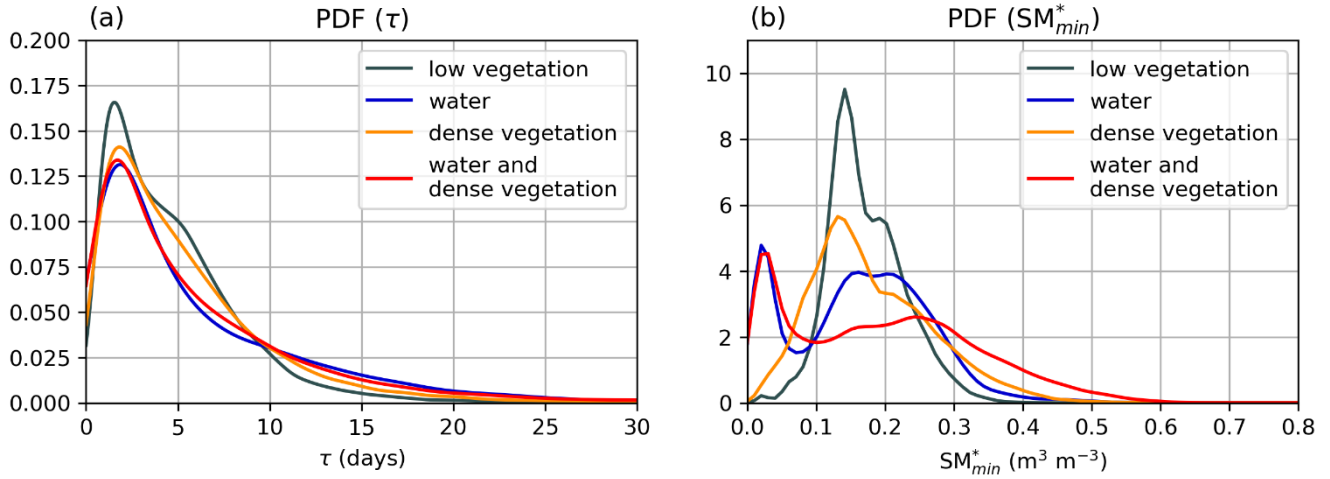 (a) PDF (τ)
0.200
0.175
0.150
0.125
0.100
0.075
0.050
0.025
0.000
low vegetation
water
dense vegetation
water and
dense vegetation
0 5 10 15 20 25 30
τ (days)
(b) PDF (SM*min)
10
8
6
4
2
0
low vegetation
water
dense vegetation
water and
dense vegetation
0.0 0.1 0.2 0.3 0.4 0.5 0.6 0.7 0.8
SM*min (m³ m⁻³)